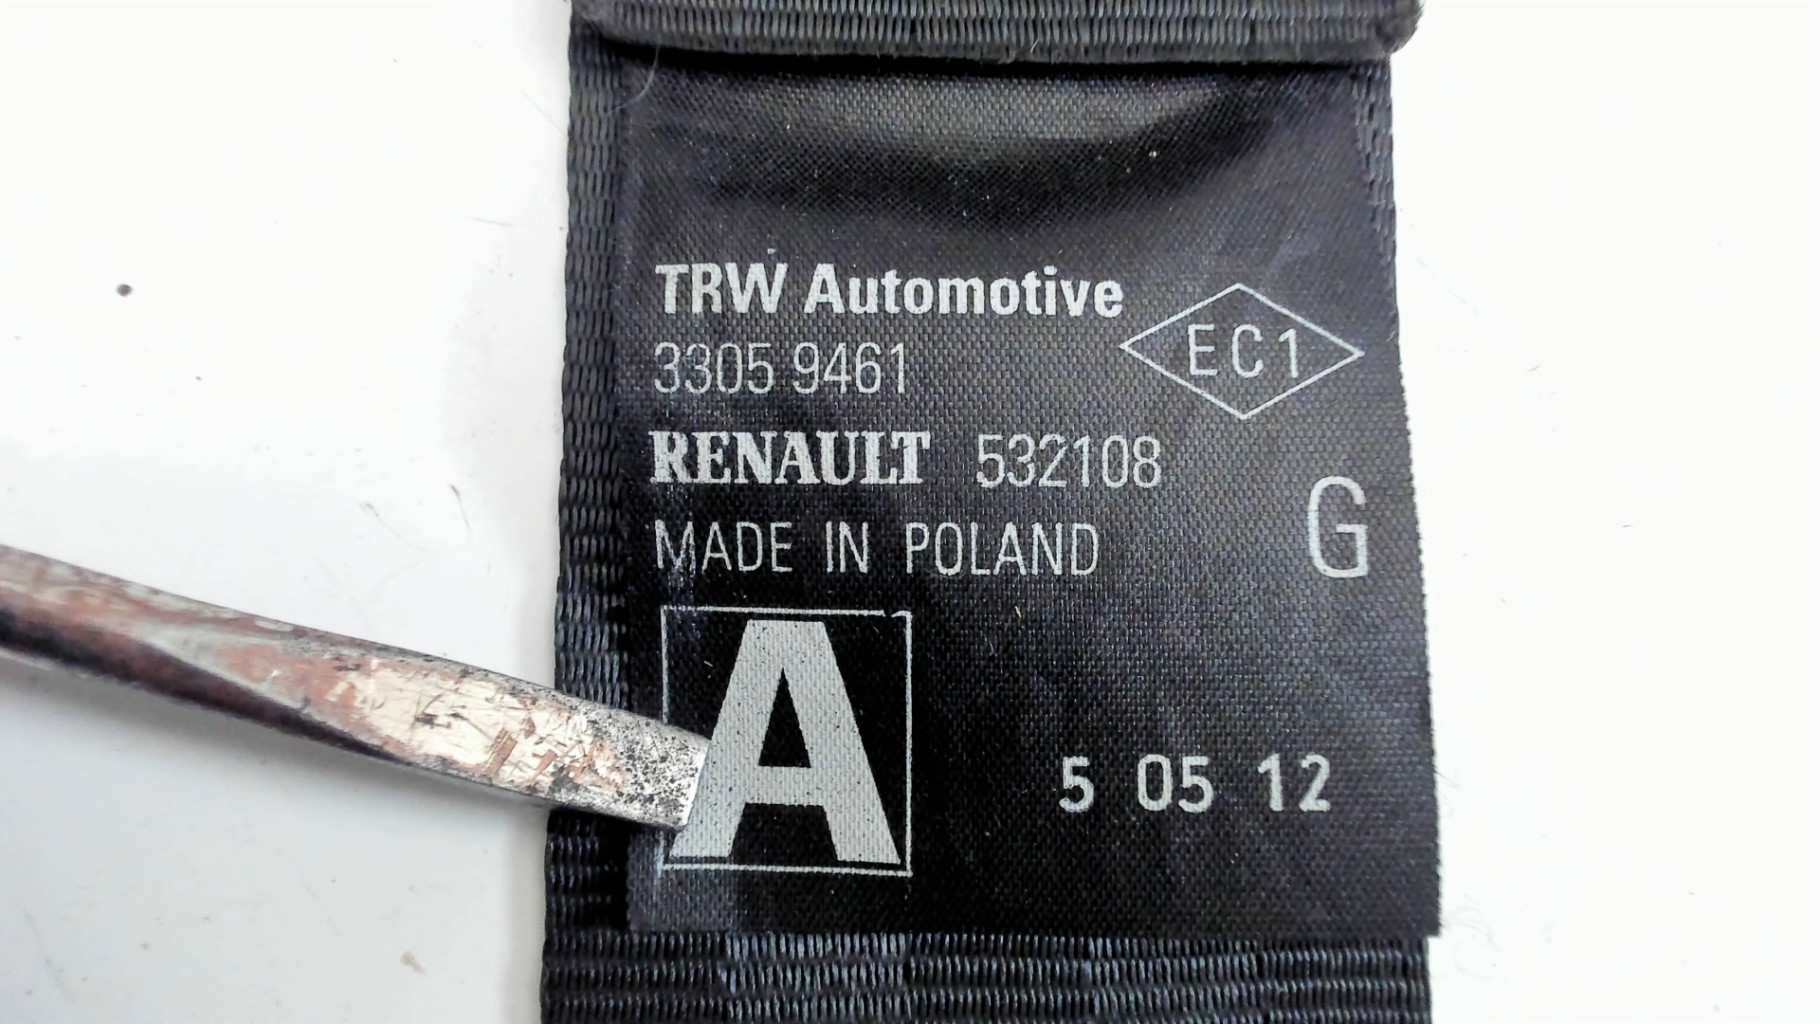 TRW Automotive
3305 9461
EC1
RENAULT 532108
G
MADE IN POLAND
A
5 05 12